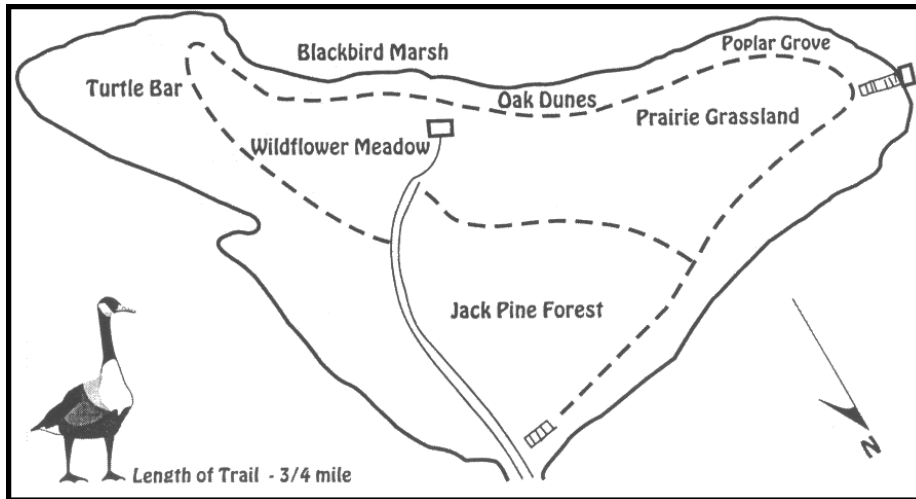 Blackbird Marsh
Poplar Grove
Turtle Bar
Oak Dunes
Prairie Grassland
Wildflower Meadow
Jack Pine Forest
N
Length of Trail - 3/4 mile